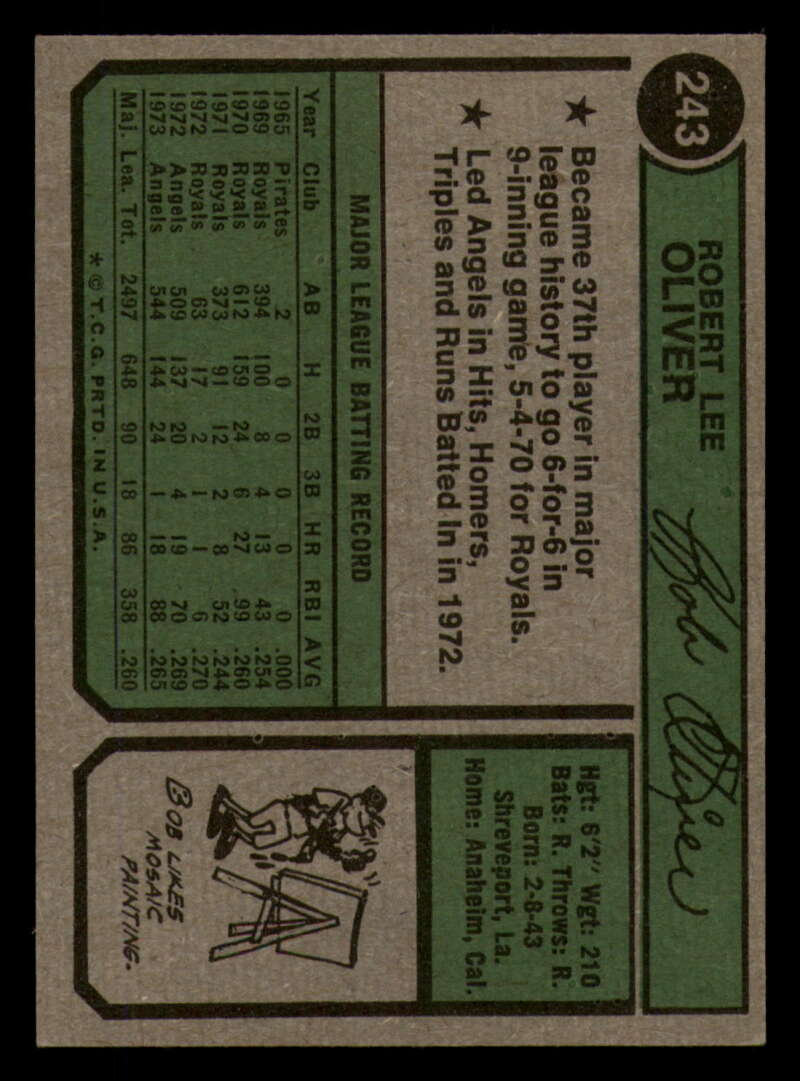 243
ROBERT LEE
OLIVER
Bob Oliver
★ Became 37th player in major
league history to go 6-for-6 in
9-inning game, 5-4-70 for Royals.
★ Led Angels in Hits, Homers,
Triples and Runs Batted In in 1972.
Hgt: 6'2" Wgt: 210
Bats: R. Throws: R.
Born: 2-8-43
Shreveport, La.
Home: Anaheim, Cal.
MAJOR LEAGUE BATTING RECORD
Year Club AB H 2B 3B HR RBI AVG
1965 Pirates 2 0 0 0 0 0 .000
1969 Royals 394 100 8 4 13 43 .254
1970 Royals 612 159 24 6 27 99 .260
1971 Royals 373 91 12 2 8 52 .244
1972 Royals 63 17 2 1 1 6 .270
1972 Angels 509 137 20 4 19 70 .269
1973 Angels 544 144 24 1 18 88 .265
Maj. Lea. Tot. 2497 648 90 18 86 358 .260
* © T.C.G. PRTD. IN U.S.A.
BOB LIKES
MOSAIC
PAINTING.